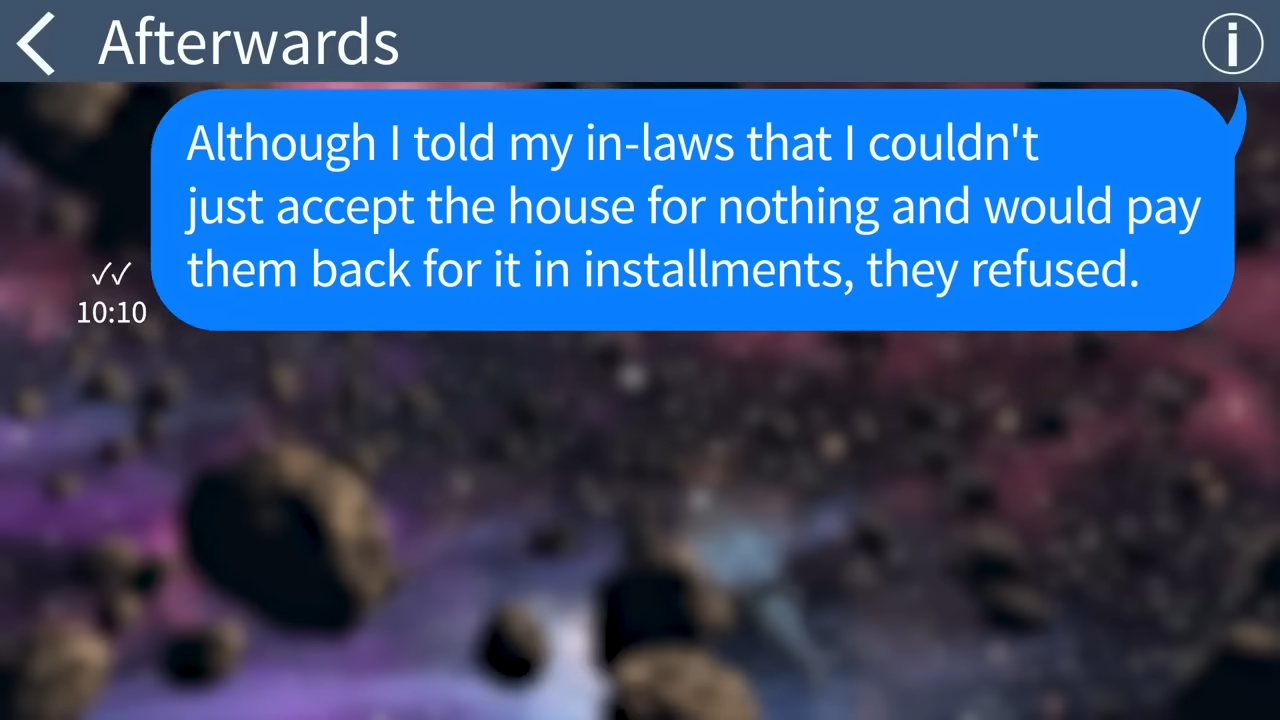 Afterwards
Although I told my in-laws that I couldn't
just accept the house for nothing and would pay
them back for it in installments, they refused.
10:10